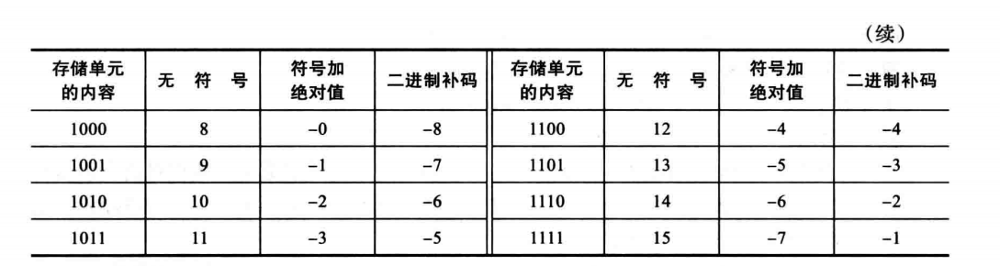 （续）
存储单元的内容 无符号 符号加绝对值 二进制补码 存储单元的内容 无符号 符号加绝对值 二进制补码
1000 8 –0 –8 1100 12 –4 –4
1001 9 –1 –7 1101 13 –5 –3
1010 10 –2 –6 1110 14 –6 –2
1011 11 –3 –5 1111 15 –7 –1